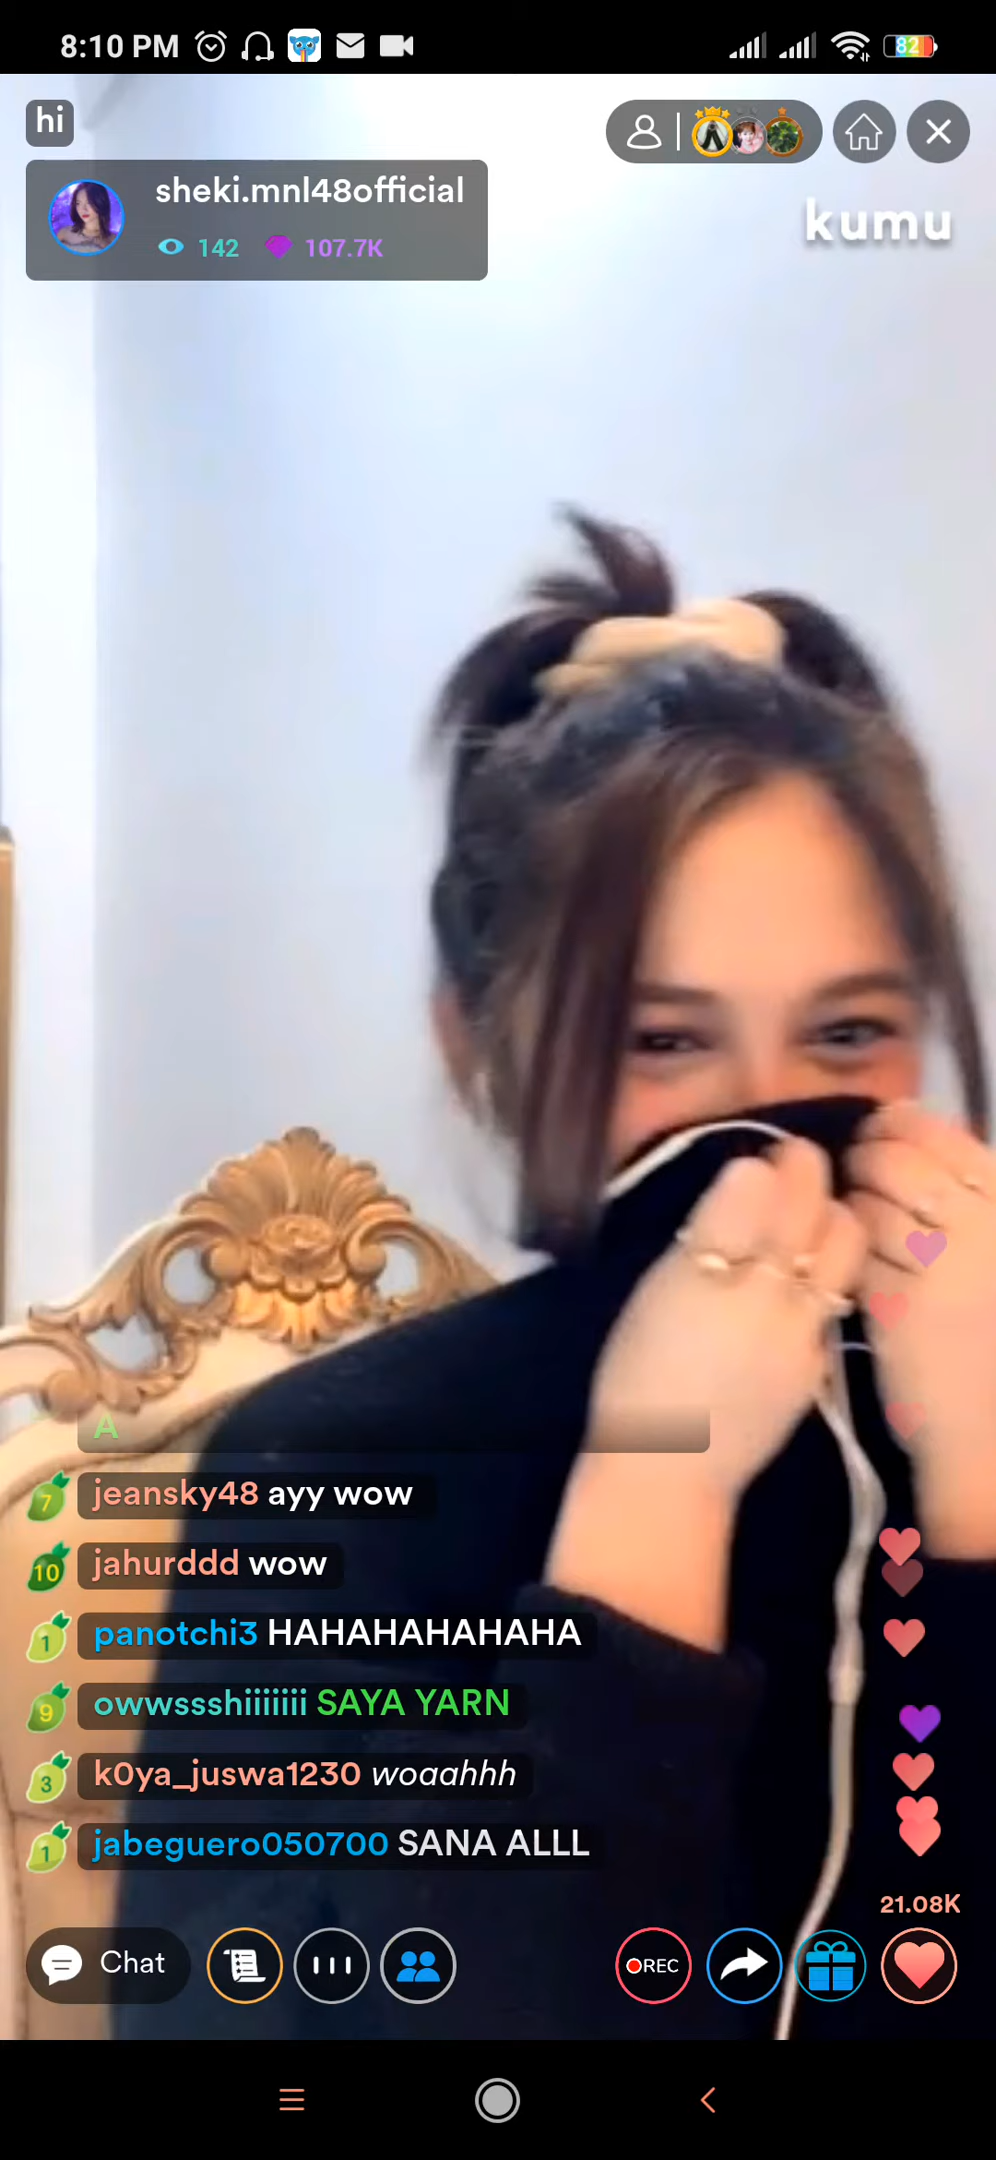 8:10 PM
82
hi
sheki.mnl48official
142 107.7K
kumu
A
7 jeansky48 ayy wow
10 jahurddd wow
1 panotchi3 HAHAHAHAHAHA
9 owwssshiiiiiii SAYA YARN
3 k0ya_juswa1230 woaahhh
1 jabeguero050700 SANA ALLL
21.08K
Chat
REC